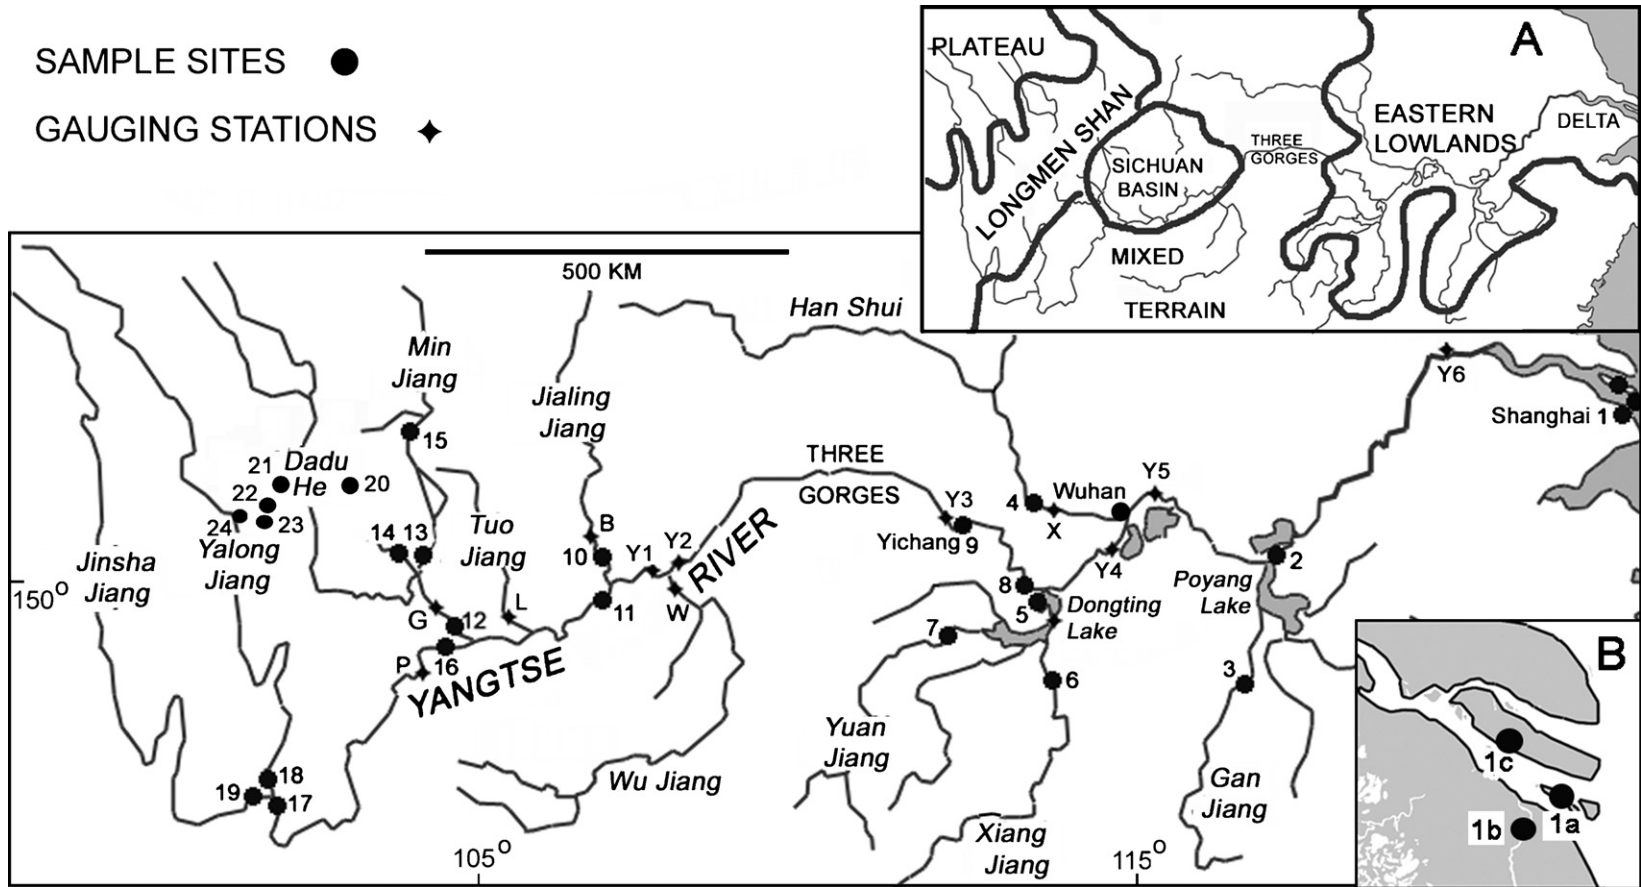 SAMPLE SITES
GAUGING STATIONS
A
PLATEAU
LONGMEN SHAN
SICHUAN
BASIN
THREE
GORGES
EASTERN
LOWLANDS
DELTA
MIXED
TERRAIN
500 KM
Han Shui
Min
Jiang
Jialing
Jiang
Y6
Shanghai 1
15
21
Dadu
He
20
22
24
23
Yalong
Jiang
Jinsha
Jiang
Tuo
Jiang
14
13
B
10
Y1
Y2
RIVER
THREE
GORGES
Y3
Yichang 9
4
X
Wuhan
Y5
Y4
2
Poyang
Lake
150o
G
12
L
11
W
8
5
Dongting
Lake
7
P
16
YANGTSE
6
3
18
19
17
Wu Jiang
Yuan
Jiang
Xiang
Jiang
Gan
Jiang
105o
115o
B
1c
1b
1a